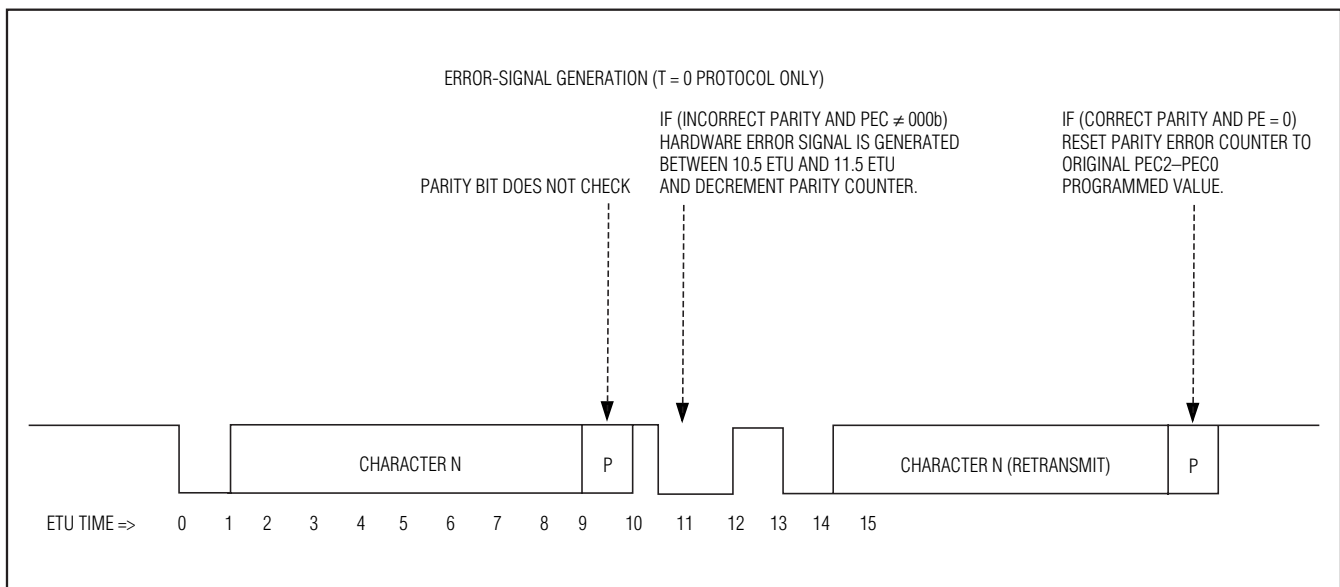 ERROR-SIGNAL GENERATION (T = 0 PROTOCOL ONLY)
PARITY BIT DOES NOT CHECK
IF (INCORRECT PARITY AND PEC ≠ 000b)
HARDWARE ERROR SIGNAL IS GENERATED
BETWEEN 10.5 ETU AND 11.5 ETU
AND DECREMENT PARITY COUNTER.
IF (CORRECT PARITY AND PE = 0)
RESET PARITY ERROR COUNTER TO
ORIGINAL PEC2–PEC0
PROGRAMMED VALUE.
CHARACTER N P CHARACTER N (RETRANSMIT) P
ETU TIME => 0 1 2 3 4 5 6 7 8 9 10 11 12 13 14 15